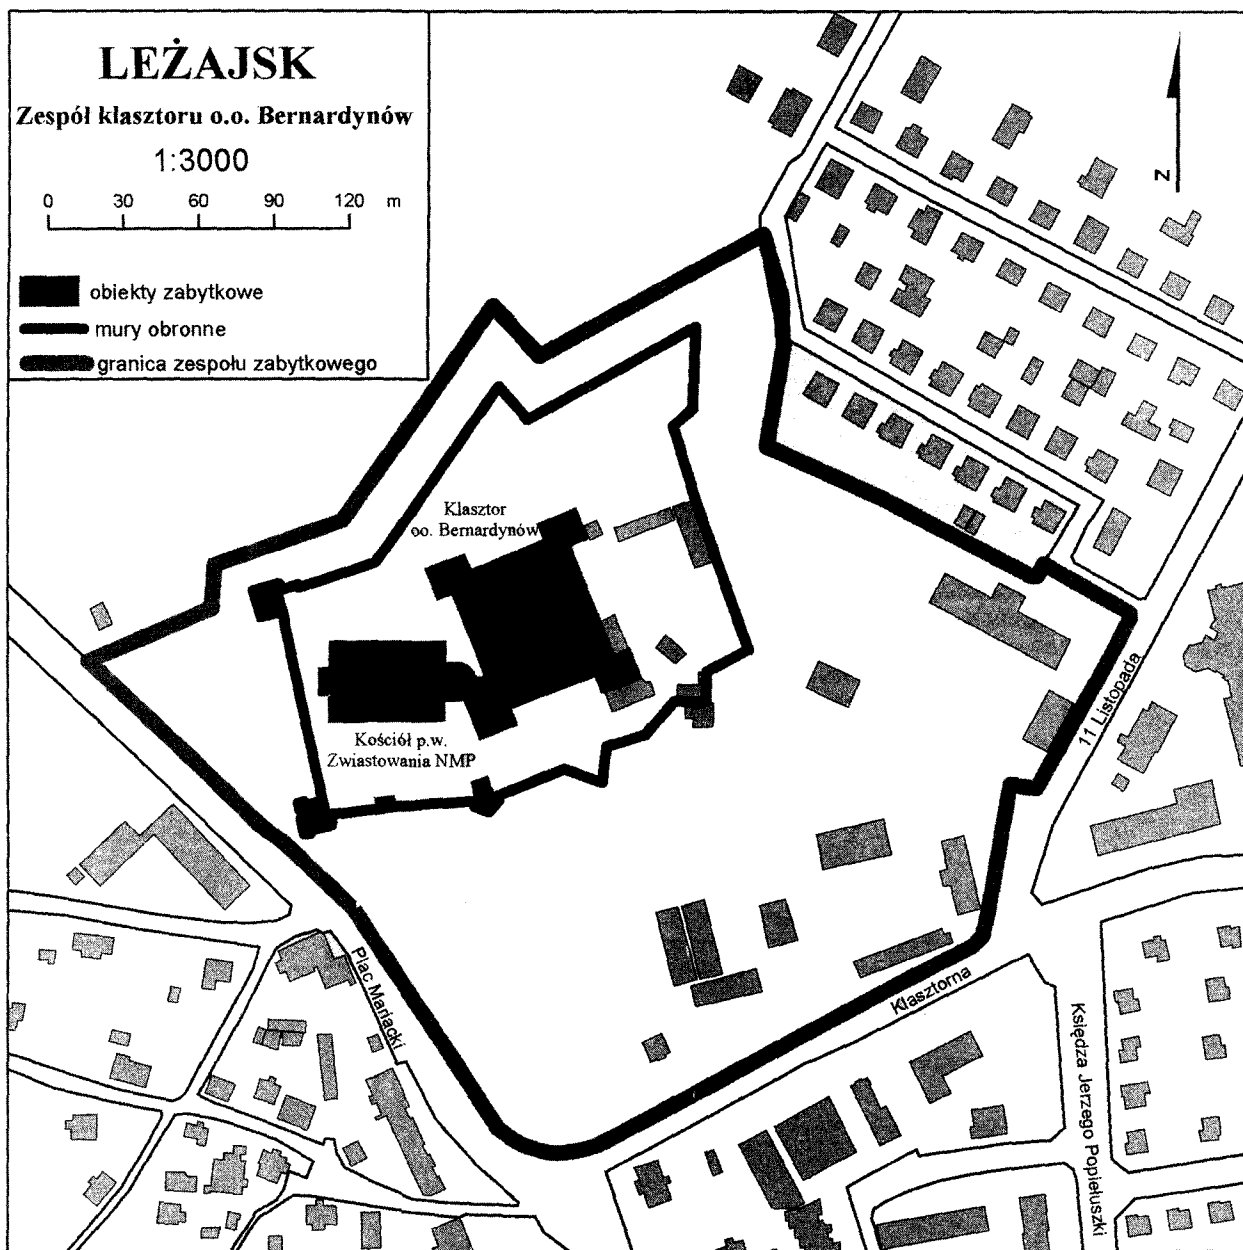 LEŻAJSK
Zespół klasztoru o.o. Bernardynów
1:3000
0 30 60 90 120 m
obiekty zabytkowe
mury obronne
granica zespołu zabytkowego
N
Klasztor
oo. Bernardynów
Kościół p.w.
Zwiastowania NMP
11 Listopada
Plac Mariacki
Klasztorna
Księdza Jerzego Popiełuszki